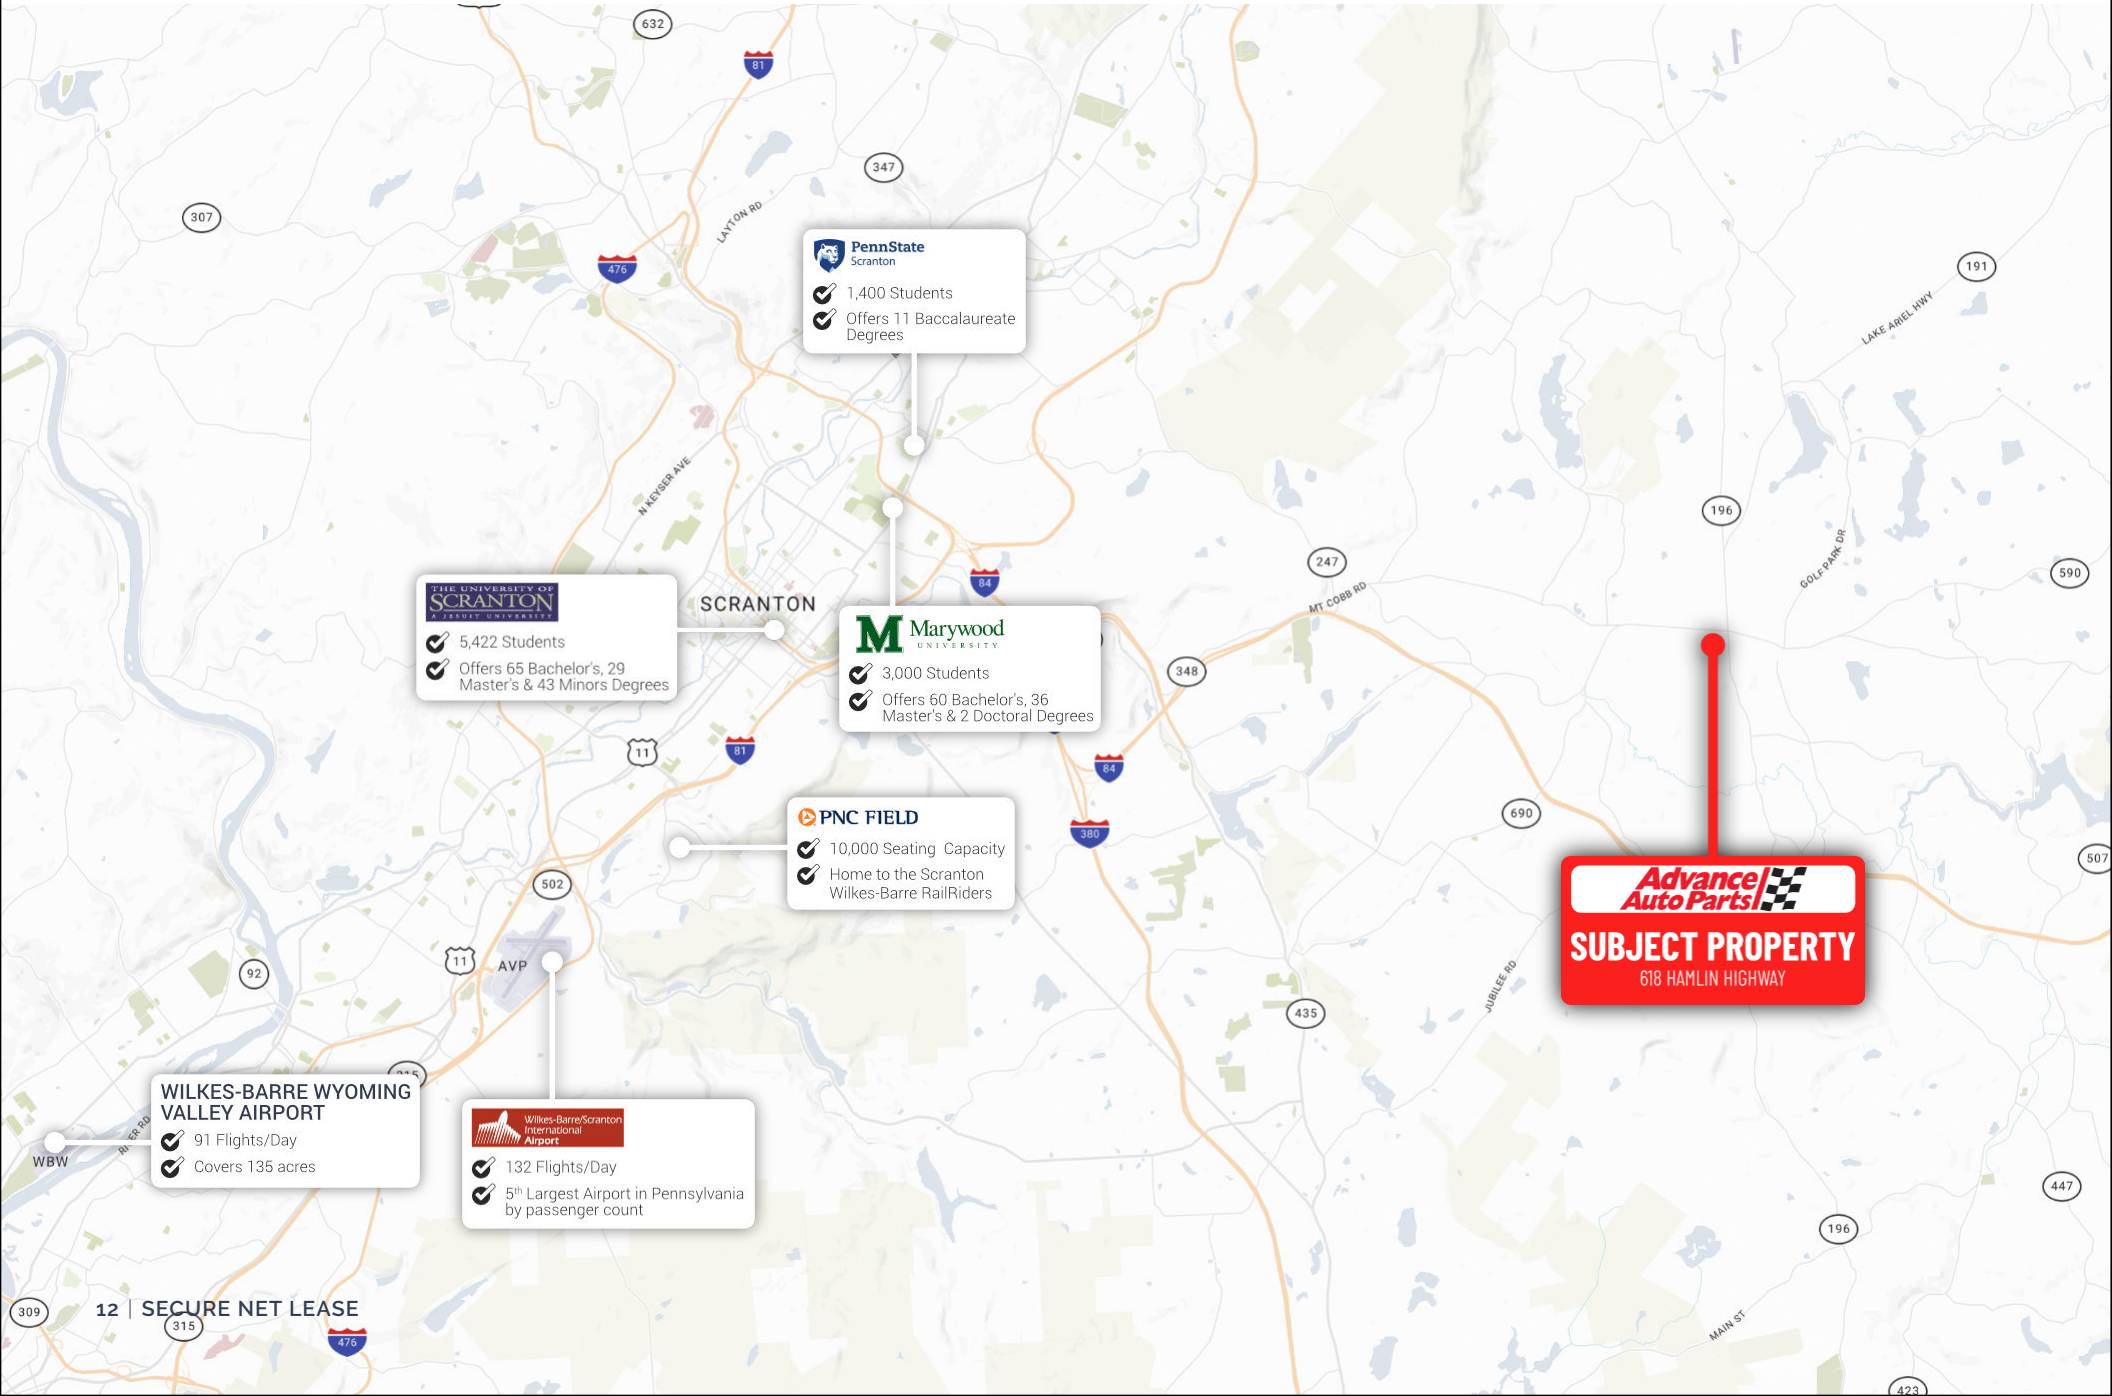 632
81
347
307
LAYTON RD
476
191
LAKE ARIEL HWY
PennState
Scranton
1,400 Students
Offers 11 Baccalaureate
Degrees
N KEYSER AVE
196
GOLF PARK DR
247
590
MT COBB RD
84
THE UNIVERSITY OF
SCRANTON
A JESUIT UNIVERSITY
5,422 Students
Offers 65 Bachelor's, 29
Master's & 43 Minors Degrees
SCRANTON
Marywood
UNIVERSITY
3,000 Students
Offers 60 Bachelor's, 36
Master's & 2 Doctoral Degrees
348
11
81
84
380
690
507
PNC FIELD
10,000 Seating Capacity
Home to the Scranton
Wilkes-Barre RailRiders
Advance
Auto Parts
SUBJECT PROPERTY
618 HAMLIN HIGHWAY
502
11
AVP
92
JUBILEE RD
435
315
WILKES-BARRE WYOMING
VALLEY AIRPORT
91 Flights/Day
Covers 135 acres
RIVER RD
WBW
Wilkes-Barre/Scranton
International
Airport
132 Flights/Day
5th Largest Airport in Pennsylvania
by passenger count
447
196
MAIN ST
309
12 | SECURE NET LEASE
315
476
423